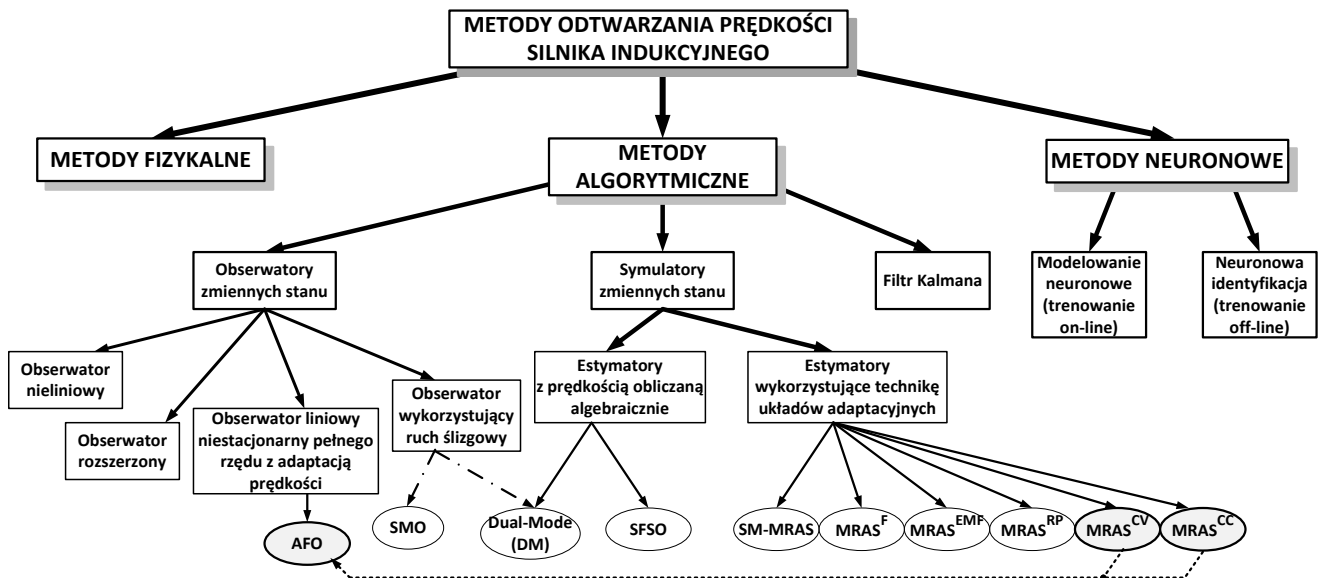 METODY ODTWARZANIA PRĘDKOŚCI
SILNIKA INDUKCYJNEGO
METODY FIZYKALNE
METODY
ALGORYTMICZNE
METODY NEURONOWE
Obserwatory
zmiennych stanu
Symulatory
zmiennych stanu
Filtr Kalmana
Modelowanie
neuronowe
(trenowanie
on-line)
Neuronowa
identyfikacja
(trenowanie
off-line)
Obserwator
nieliniowy
Obserwator
rozszerzony
Obserwator liniowy
niestacjonarny pełnego
rzędu z adaptacją
prędkości
Obserwator
wykorzystujący
ruch ślizgowy
Estymatory
z prędkością obliczaną
algebraicznie
Estymatory
wykorzystujące technikę
układów adaptacyjnych
AFO
SMO
Dual-Mode
(DM)
SFSO
SM-MRAS
MRAS^F
MRAS^EMF
MRAS^RP
MRAS^CV
MRAS^CC